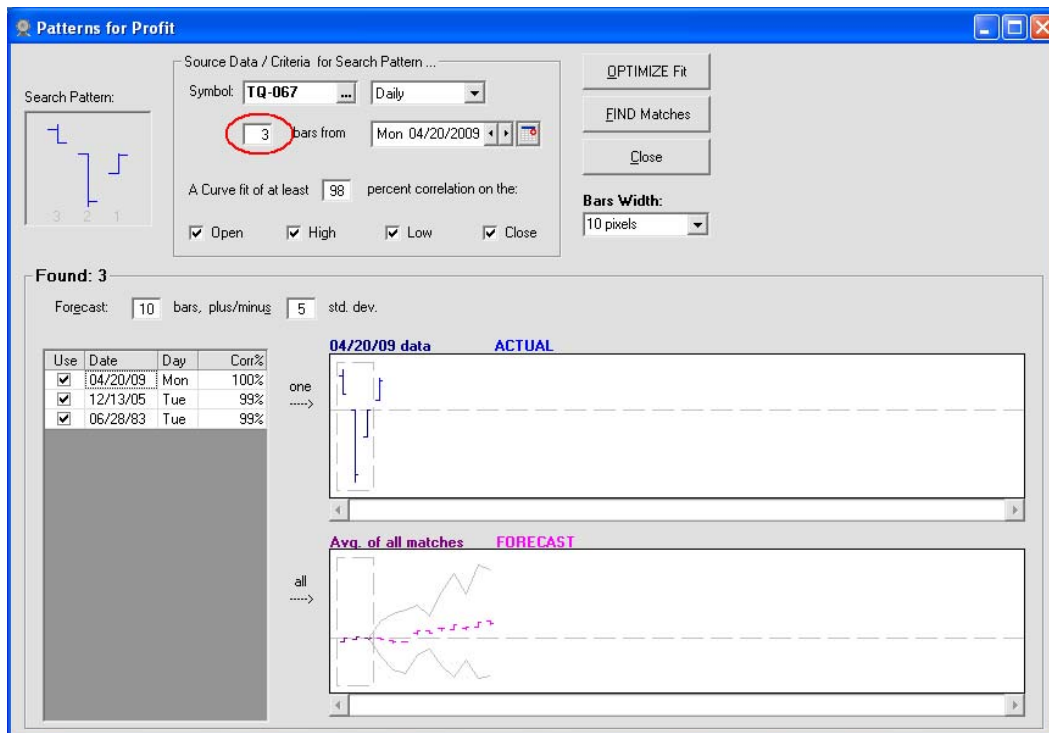 Patterns for Profit
Source Data / Criteria for Search Pattern ...
Search Pattern:
3 2 1
Symbol: TQ-067 ... Daily
3 bars from Mon 04/20/2009
A Curve fit of at least 98 percent correlation on the:
Open High Low Close
OPTIMIZE Fit
FIND Matches
Close
Bars Width:
10 pixels
Found: 3
Forecast: 10 bars, plus/minus 5 std. dev.
Use Date Day Corr%
04/20/09 Mon 100%
12/13/05 Tue 99%
06/28/83 Tue 99%
one
----->
04/20/09 data ACTUAL
all
----->
Avg. of all matches FORECAST